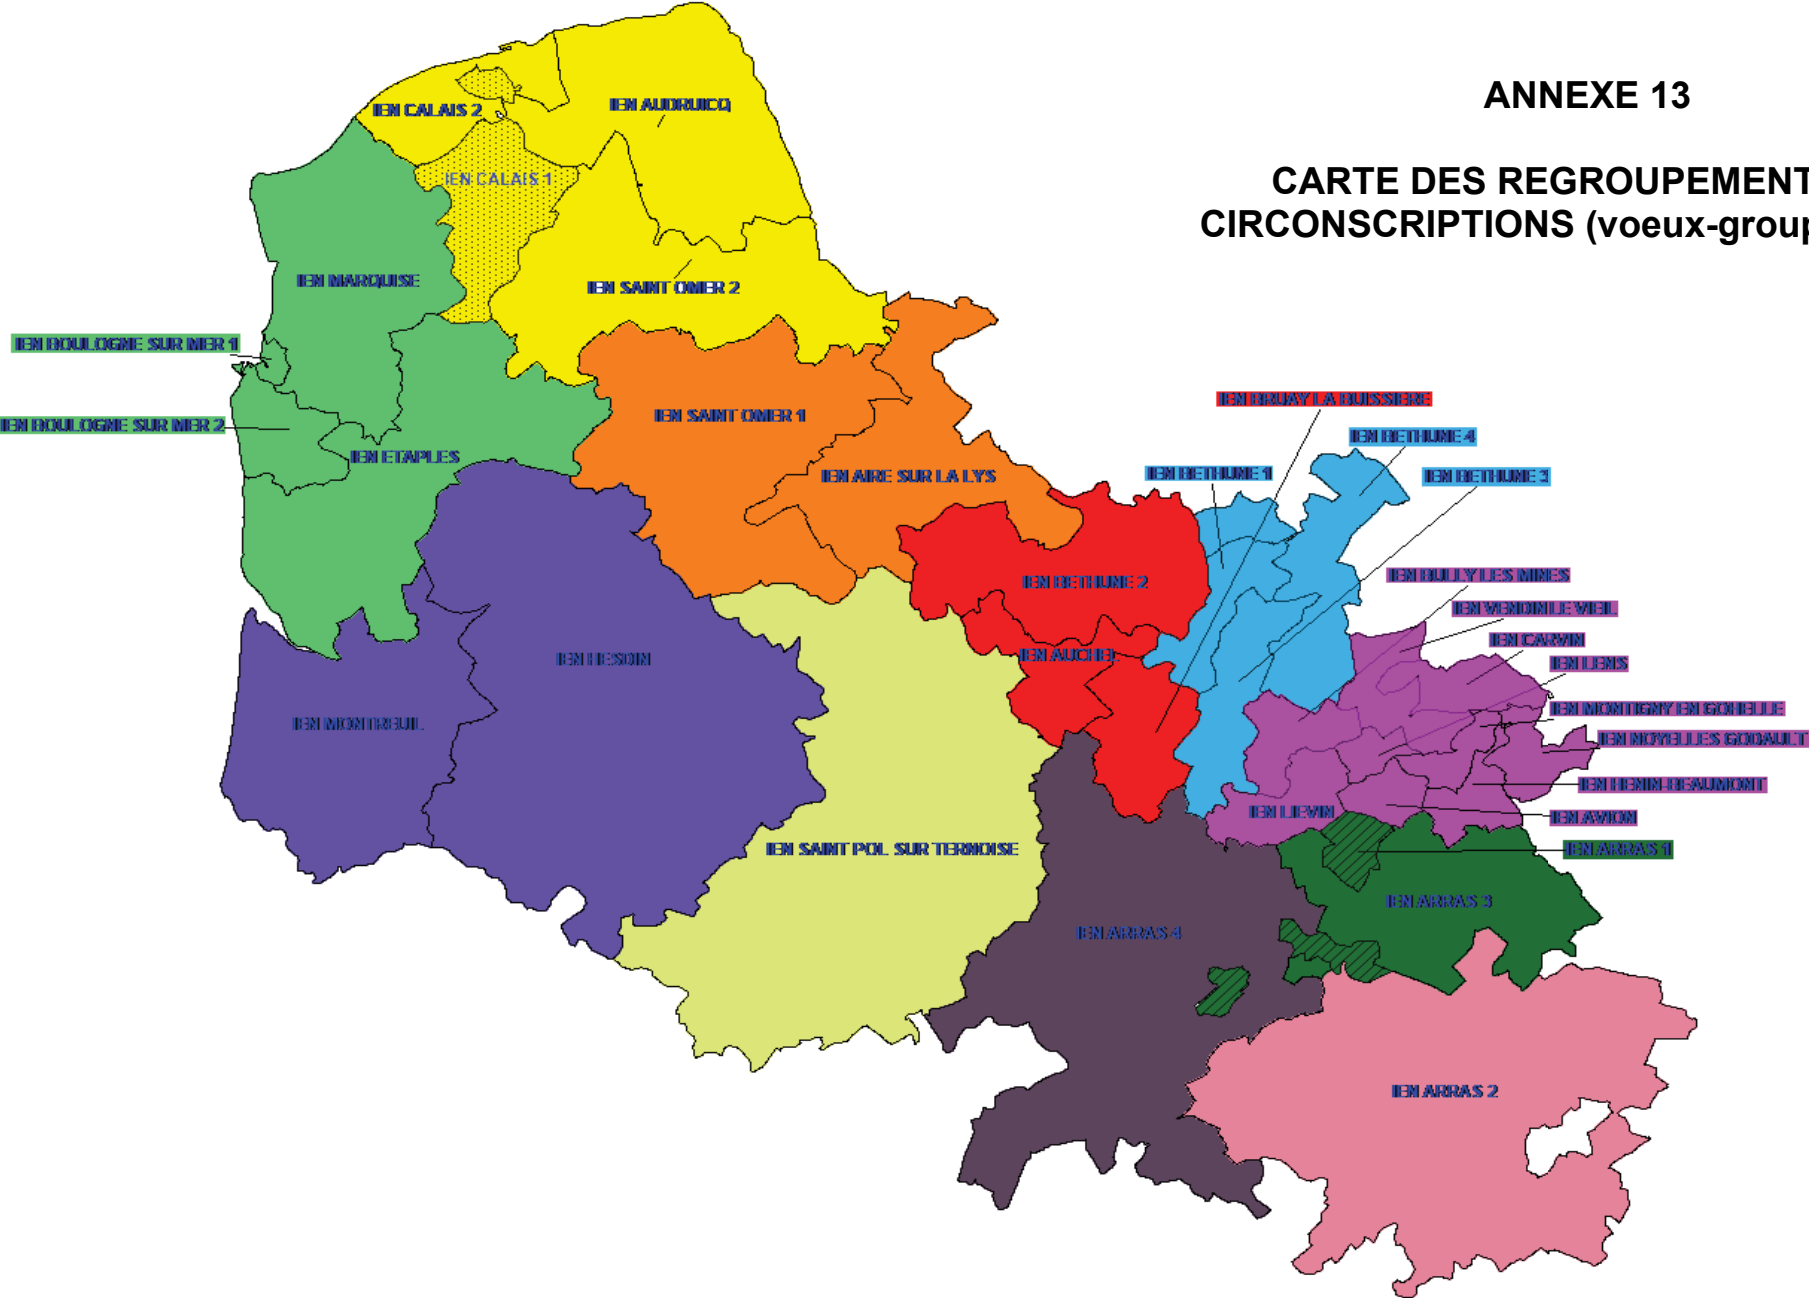 ANNEXE 13
CARTE DES REGROUPEMENT
CIRCONSCRIPTIONS (voeux-group
IEN CALAIS 2
IEN AUDRUICQ
IEN CALAIS 1
IEN MARQUISE
IEN SAINT OMER 2
IEN BOULOGNE SUR MER 1
IEN BOULOGNE SUR MER 2
IEN ETAPLES
IEN SAINT OMER 1
IEN AIRE SUR LA LYS
IEN BRUAY LA BUISSIERE
IEN BETHUNE 4
IEN BETHUNE 1
IEN BETHUNE 3
IEN BETHUNE 2
IEN BULLY LES MINES
IEN VENDIN LE VIEIL
IEN CARVIN
IEN LENS
IEN AUCHEL
IEN HESDIN
IEN MONTREUIL
IEN MONTIGNY EN GOHELLE
IEN NOYELLES GODAULT
IEN HENIN-BEAUMONT
IEN LIEVIN
IEN AVION
IEN SAINT POL SUR TERNOISE
IEN ARRAS 1
IEN ARRAS 3
IEN ARRAS 4
IEN ARRAS 2